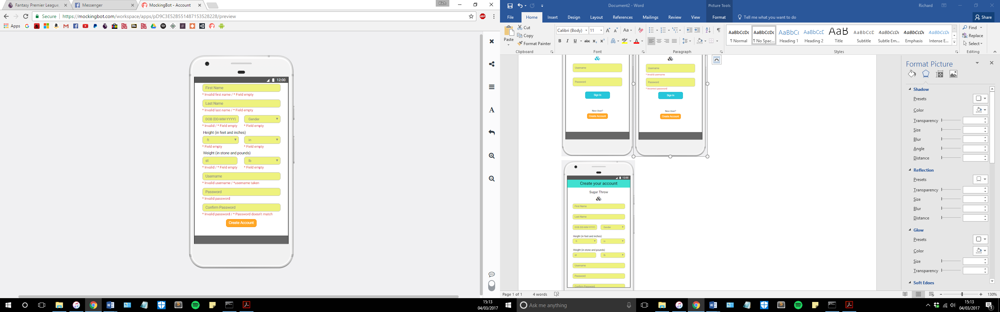 Fantasy Premier League,
Messenger
MockingBot - Account
Rich
Secure
https://mockingbot.com/workspace/apps/pD9C3E52B551487153528228/preview
ABP
Apps
Bb
12:00
First Name
* Invalid first name / * Field empty
Last Name
* Invalid last name / * Field empty
DOB (DD-MM-YYYY) Gender
* Invalid / * Field empty * Field empty
Height (in feet and inches)
ft in
* Field empty * Field empty
Weight (in stone and pounds)
st lb
* Invalid / * Field empty * Field empty
Username
* Invalid username / *username taken
Password
* Invalid password
Confirm Password
* Invalid password / * Password doesn't match
Create Account
A
15:13
04/03/2017
Document2 - Word
Picture Tools
Richard
File Home Insert Design Layout References Mailings Review View Format Tell me what you want to do Share
Paste
Cut
Copy
Format Painter
Clipboard
Calibri (Body) 11
Aa
B I U abc x₂ x²
Font
Paragraph
AaBbCcDc AaBbCcDc AaBbCc AaBbCcE AaB AaBbCcD AaBbCcDc AaBbCcDc AaBbCcDc
¶ Normal ¶ No Spac... Heading 1 Heading 2 Title Subtitle Subtle Em... Emphasis Intense E...
Styles
Find
Replace
Select
Editing
Username
Password
Sign In
New User?
Create Account
Username
* Invalid username
Password
* Incorrect password
Sign In
New User?
Create Account
12:00
Create your account
Sugar Throw
First Name
Last Name
DOB (DD-MM-YYYY) Gender
Height (in feet and inches)
ft in
Weight (in stone and pounds)
st lb
Username
Password
Confirm Password
Format Picture
Shadow
Presets
Color
Transparency
Size
Blur
Angle
Distance
Reflection
Presets
Transparency
Size
Blur
Distance
Glow
Presets
Color
Size
Transparency
Soft Edges
Page 1 of 1 4 words
130%
Ask me anything
15:13
04/03/2017
1